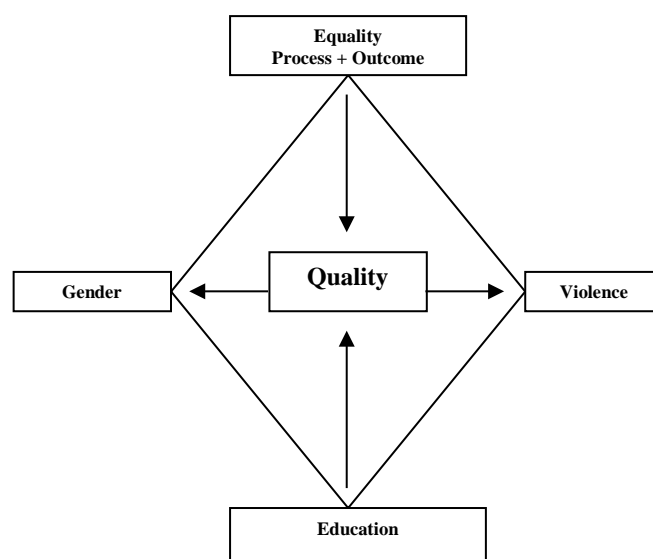 Equality
Process + Outcome
Quality
Gender
Violence
Education